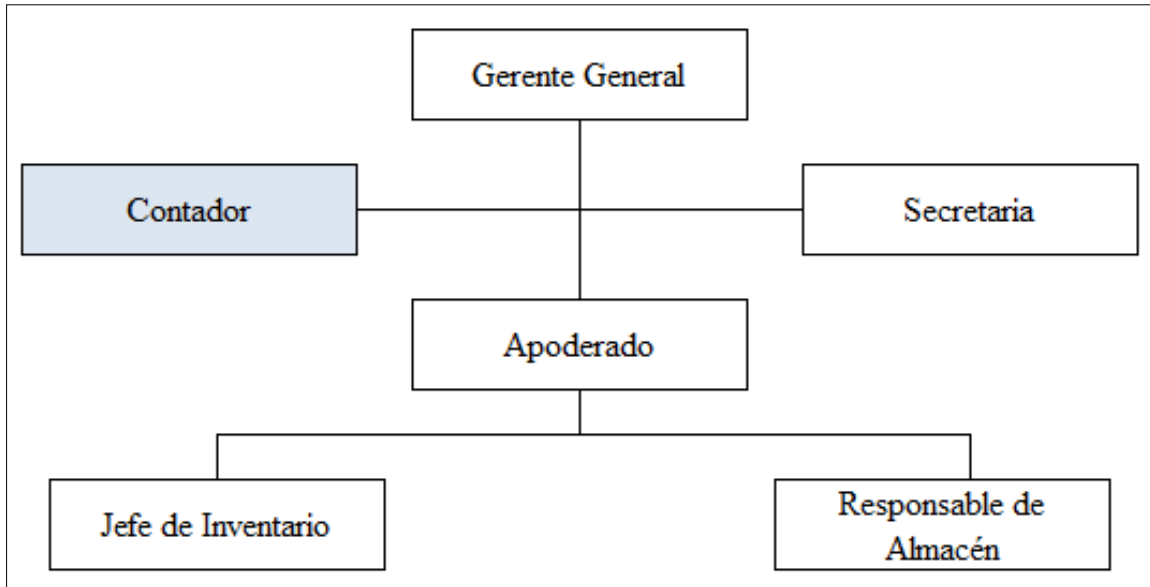 Gerente General
Contador
Secretaria
Apoderado
Jefe de Inventario
Responsable de
Almacén